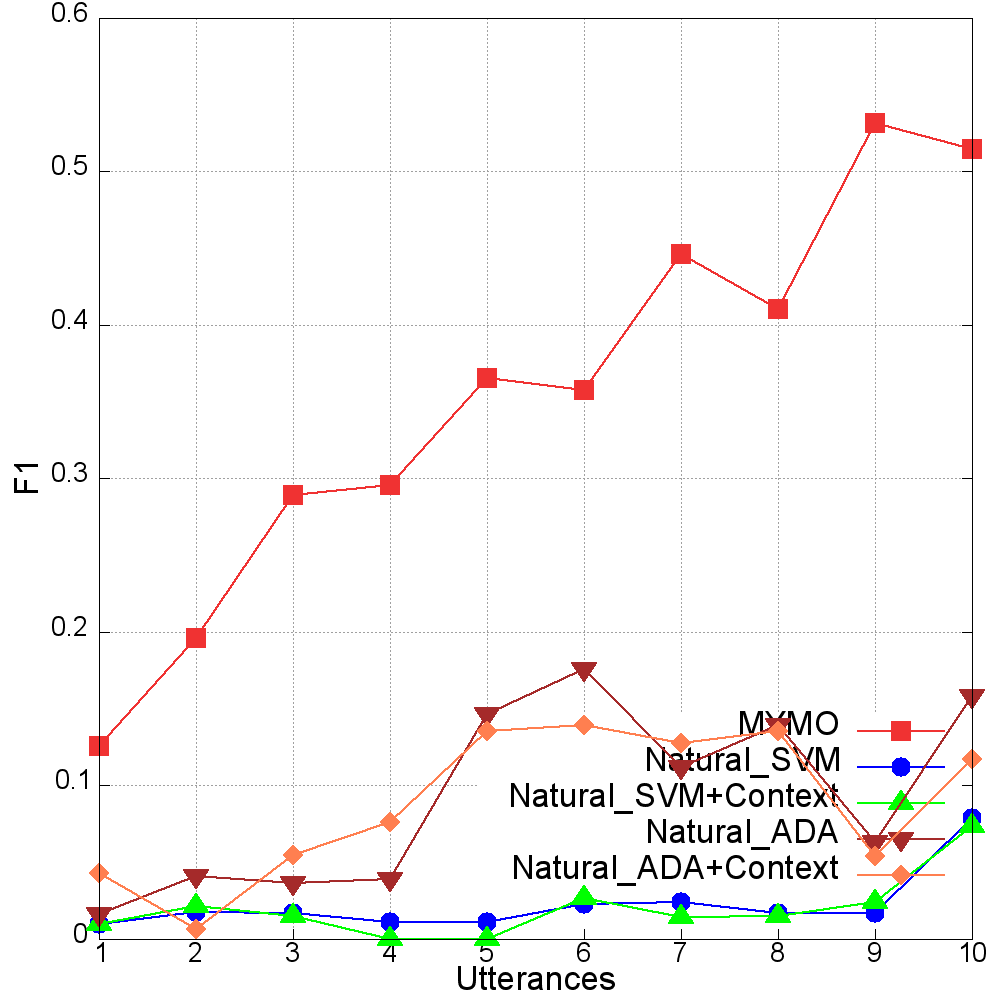 0.6
0.5
0.4
0.3
0.2
0.1
0
F1
MYMO
Natural_SVM
Natural_SVM+Context
Natural_ADA
Natural_ADA+Context
1 2 3 4 5 6 7 8 9 10
Utterances